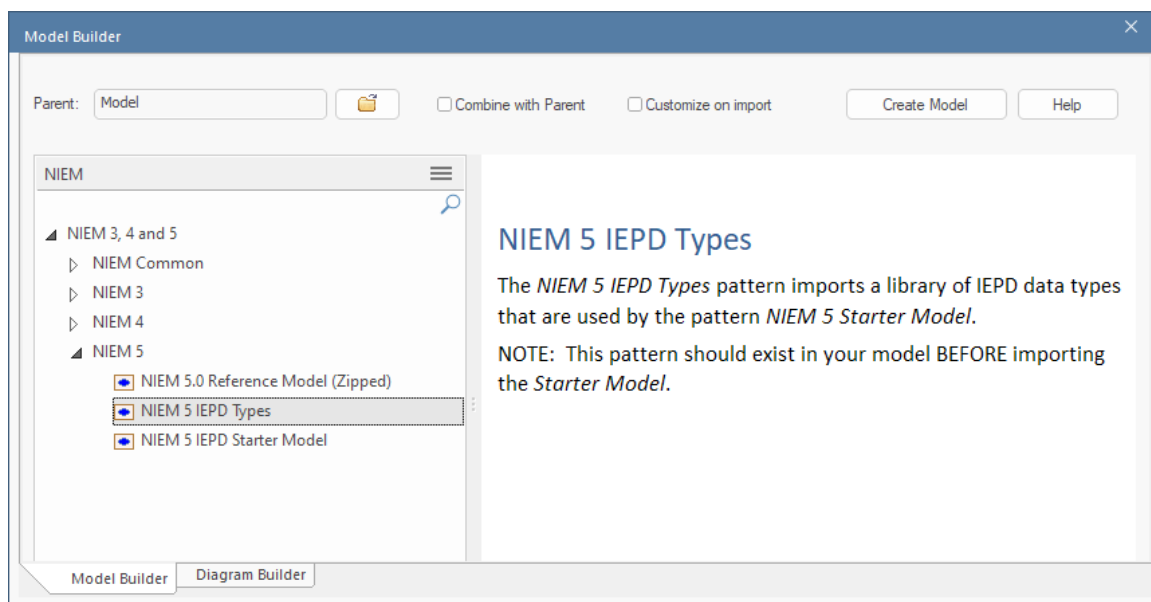 Model Builder
Parent: Model Combine with Parent Customize on import Create Model Help
NIEM
NIEM 3, 4 and 5
NIEM Common
NIEM 3
NIEM 4
NIEM 5
NIEM 5.0 Reference Model (Zipped)
NIEM 5 IEPD Types
NIEM 5 IEPD Starter Model
NIEM 5 IEPD Types
The NIEM 5 IEPD Types pattern imports a library of IEPD data types
that are used by the pattern NIEM 5 Starter Model.
NOTE: This pattern should exist in your model BEFORE importing
the Starter Model.
Model Builder Diagram Builder